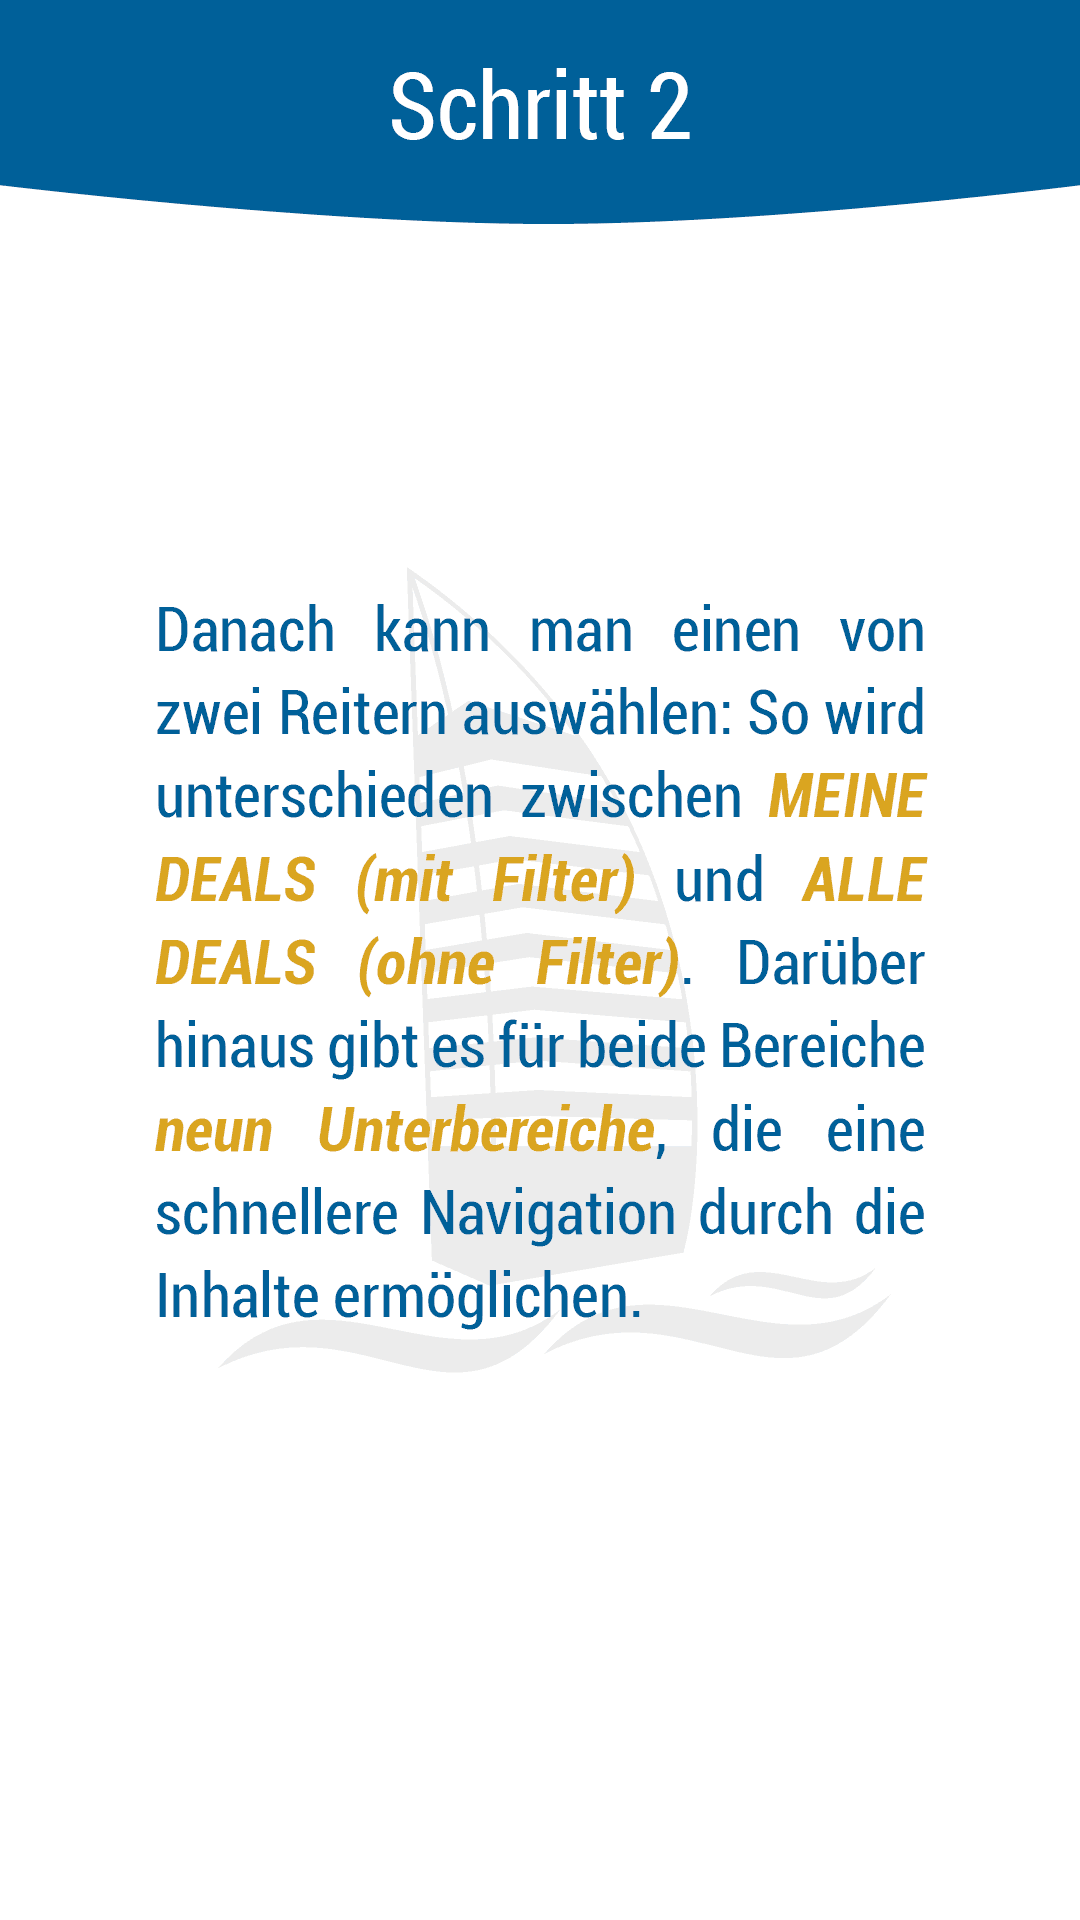 Schritt 2
Danach kann man einen von
zwei Reitern auswählen: So wird
unterschieden zwischen MEINE
DEALS (mit Filter) und ALLE
DEALS (ohne Filter). Darüber
hinaus gibt es für beide Bereiche
neun Unterbereiche, die eine
schnellere Navigation durch die
Inhalte ermöglichen.